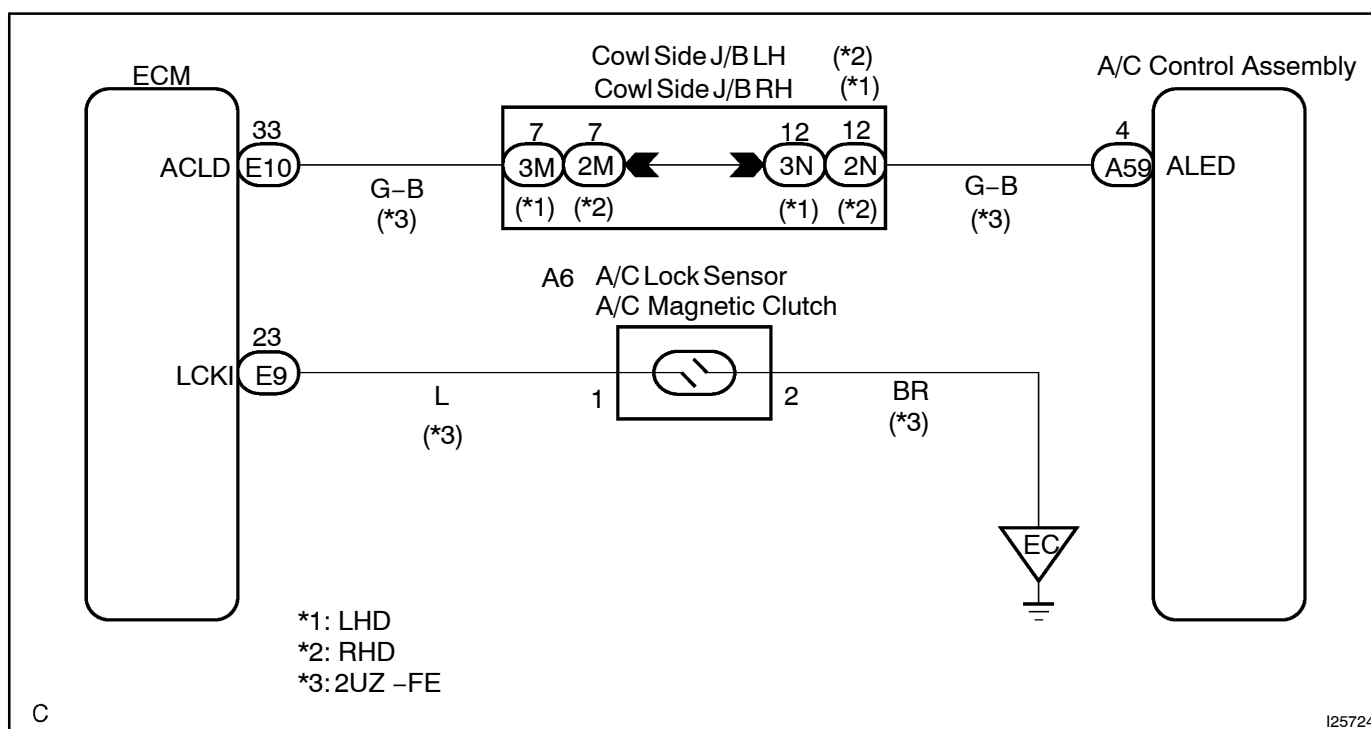 Cowl Side J/B LH (*2)
Cowl Side J/B RH (*1)
ECM
A/C Control Assembly
33
7 7 12 12
4
ACLD E10 3M 2M 3N 2N A59 ALED
G-B
(*3)
(*1) (*2) (*1) (*2)
G-B
(*3)
A6 A/C Lock Sensor
A/C Magnetic Clutch
23
LCKI E9
L
(*3)
1 2
BR
(*3)
EC
*1: LHD
*2: RHD
*3: 2UZ -FE
C
I25724